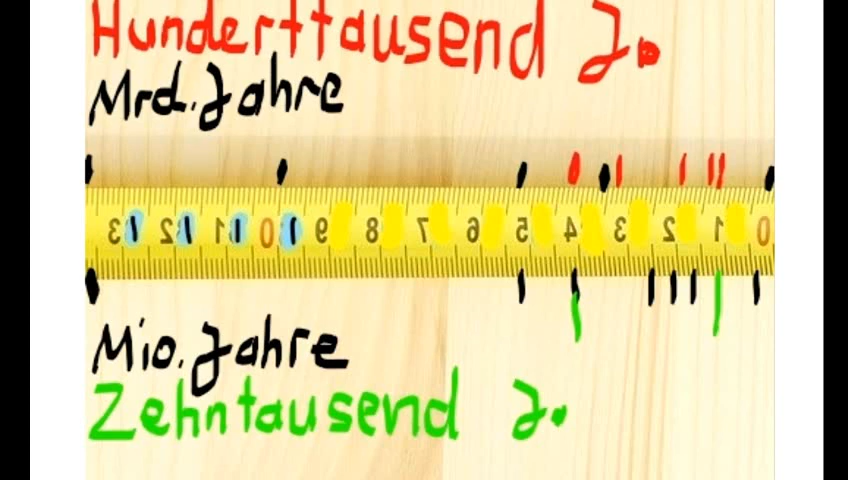 Hunderttausend J.
Mrd. Jahre
13 12 11 10 9 8 7 6 5 4 3 2 1 0
Mio. Jahre
Zehntausend J.